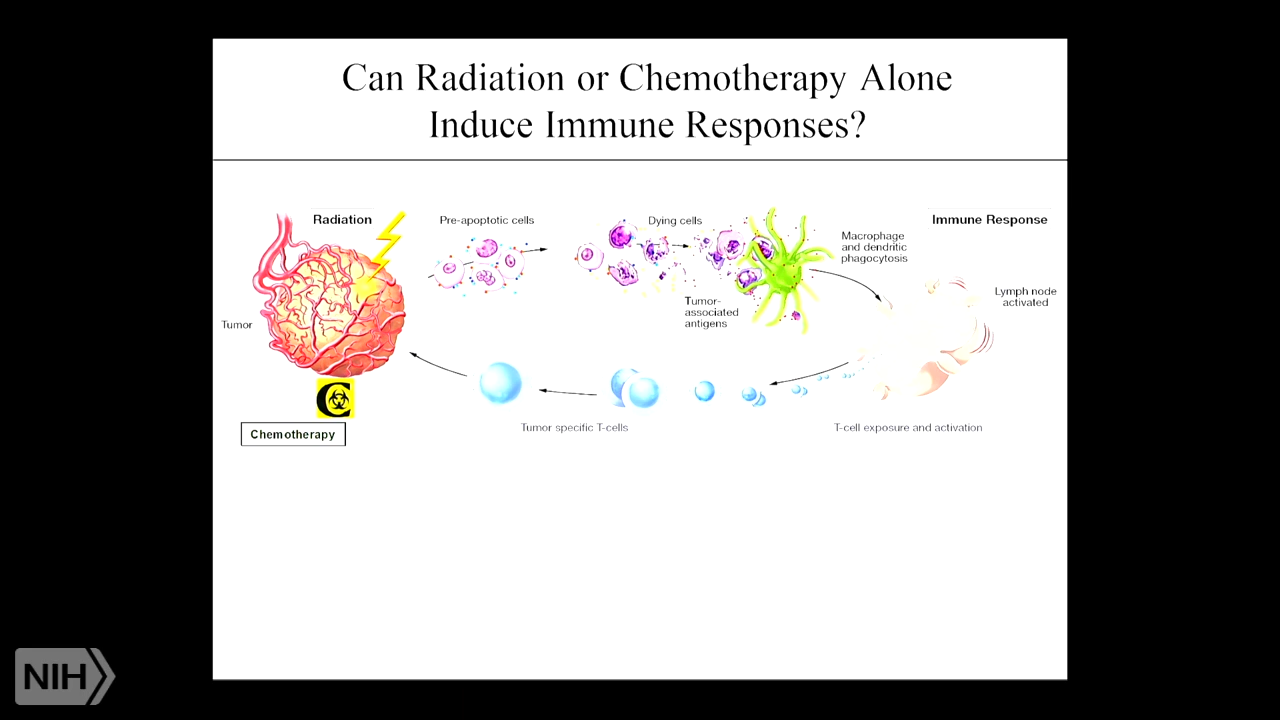 Can Radiation or Chemotherapy Alone
Induce Immune Responses?
Radiation
Pre-apoptotic cells
Dying cells
Immune Response
Macrophage
and dendritic
phagocytosis
Lymph node
activated
Tumor-
associated
antigens
Tumor
C
Chemotherapy
Tumor specific T-cells
T-cell exposure and activation
NIH